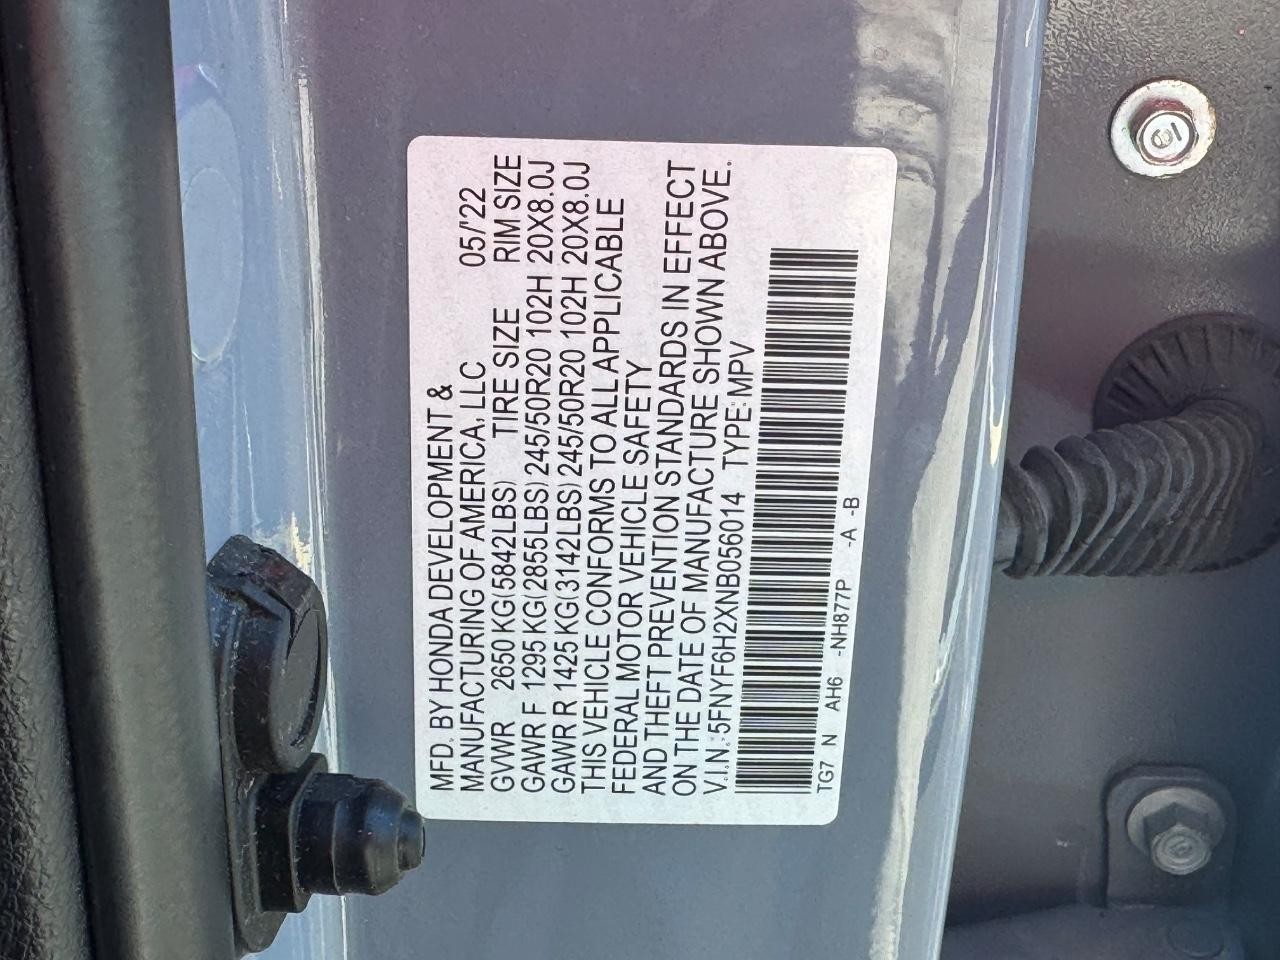 MFD. BY HONDA DEVELOPMENT &
MANUFACTURING OF AMERICA, LLC 05/'22
GVWR 2650 KG(5842LBS) TIRE SIZE RIM SIZE
GAWR F 1295 KG(2855LBS) 245/50R20 102H 20X8.0J
GAWR R 1425 KG(3142LBS) 245/50R20 102H 20X8.0J
THIS VEHICLE CONFORMS TO ALL APPLICABLE
FEDERAL MOTOR VEHICLE SAFETY
AND THEFT PREVENTION STANDARDS IN EFFECT
ON THE DATE OF MANUFACTURE SHOWN ABOVE.
V.I.N.: 5FNYF6H2XNB056014 TYPE: MPV
TG7 N AH6 -NH877P -A -B